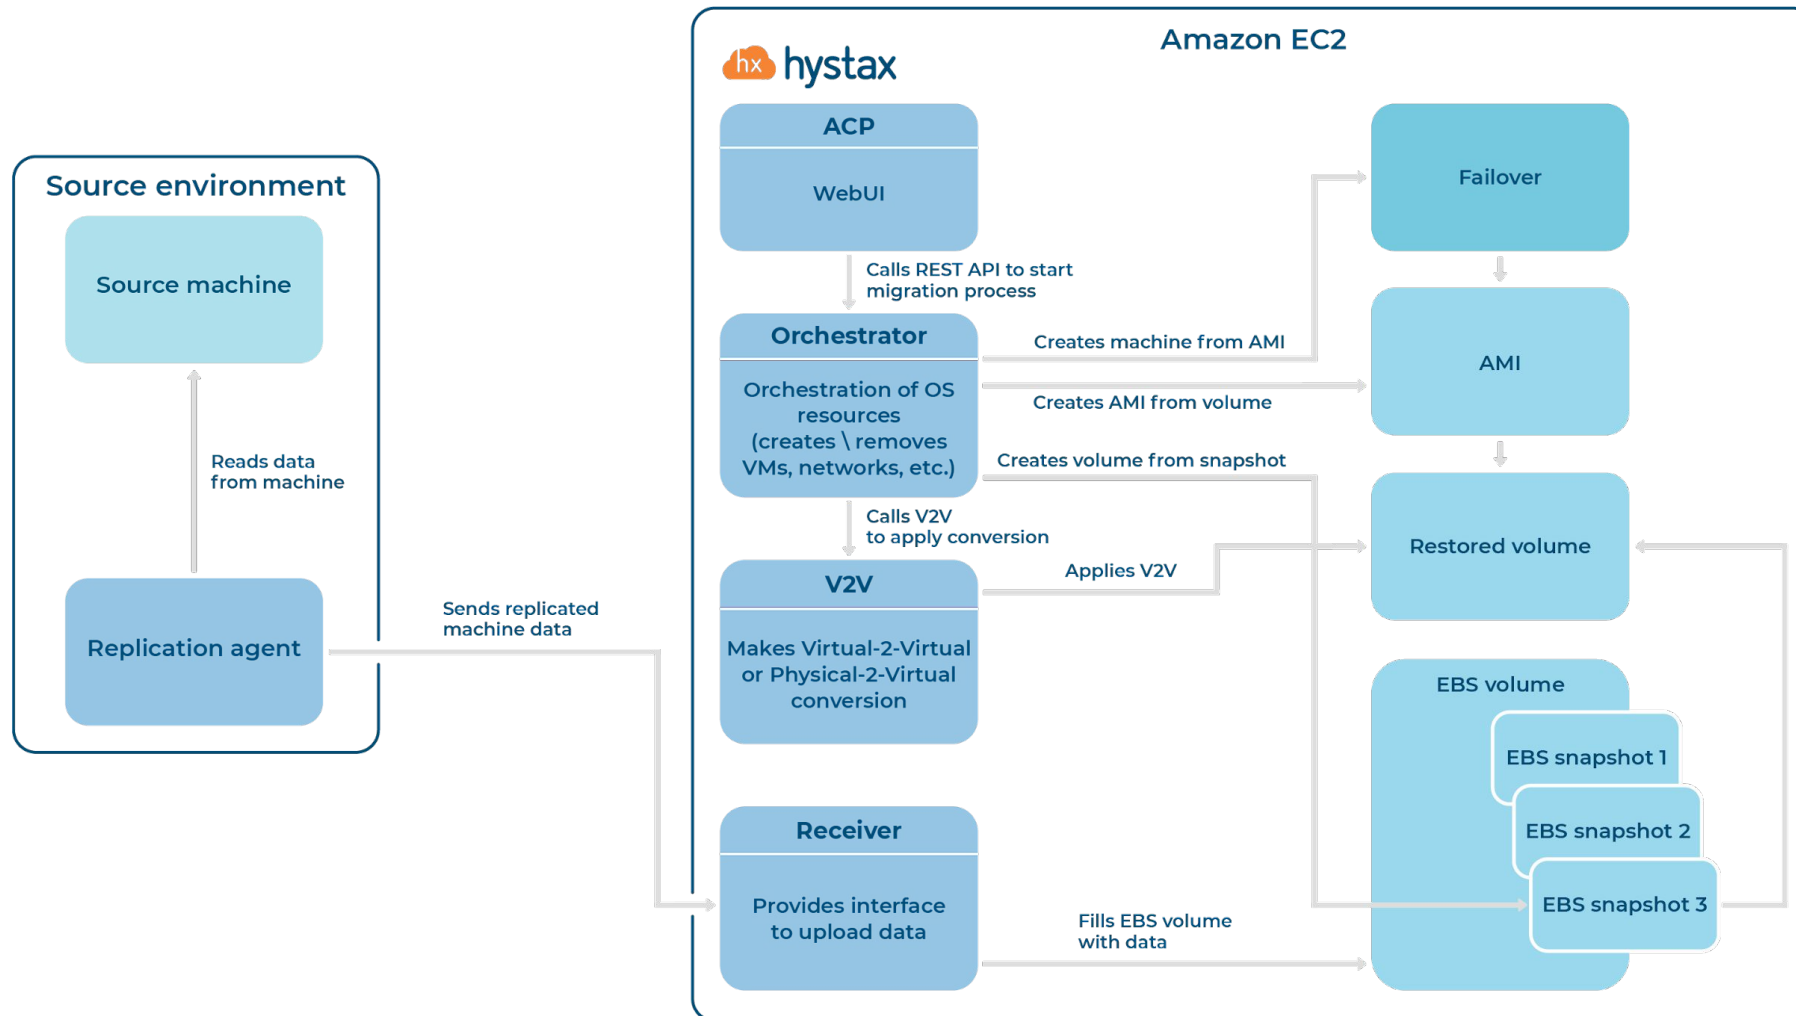 Amazon EC2
hx hystax
Source environment
Source machine
Reads data
from machine
Replication agent
Sends replicated
machine data
ACP
WebUI
Calls REST API to start
migration process
Orchestrator
Orchestration of OS
resources
(creates \ removes
VMs, networks, etc.)
Calls V2V
to apply conversion
V2V
Makes Virtual-2-Virtual
or Physical-2-Virtual
conversion
Receiver
Provides interface
to upload data
Creates machine from AMI
Creates AMI from volume
Creates volume from snapshot
Applies V2V
Fills EBS volume
with data
Failover
AMI
Restored volume
EBS volume
EBS snapshot 1
EBS snapshot 2
EBS snapshot 3